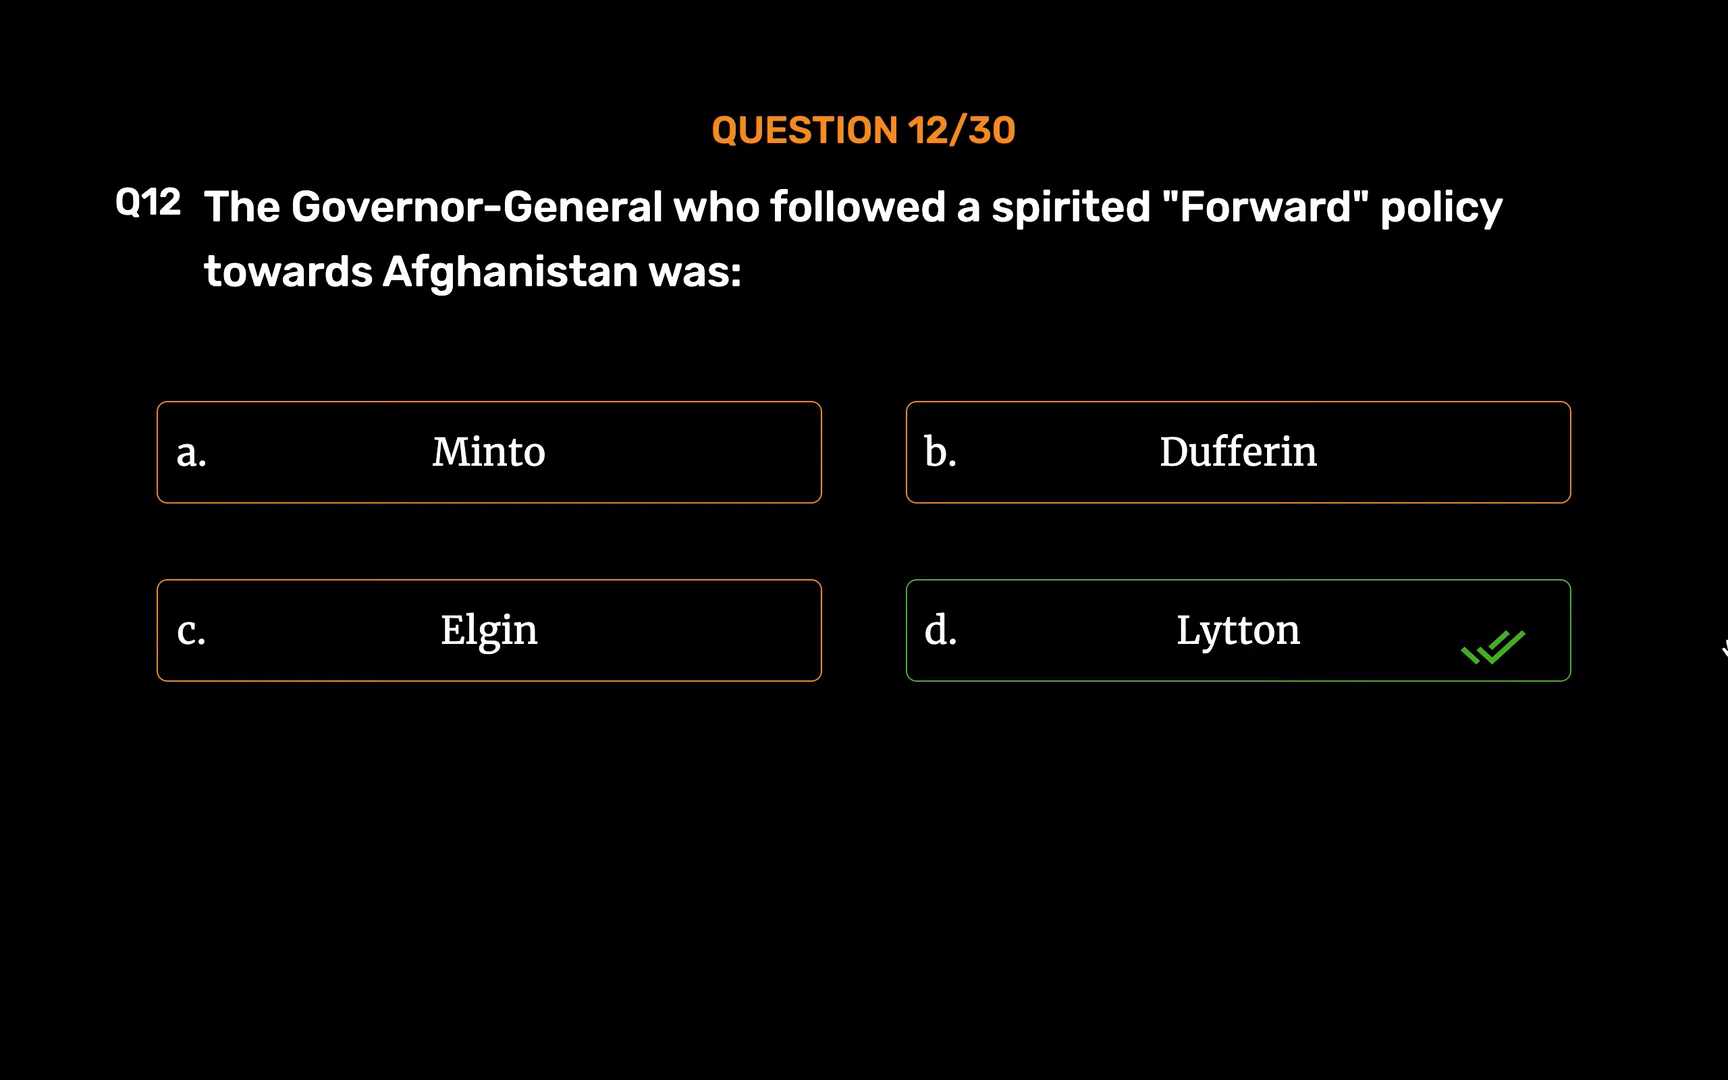 QUESTION 12/30
Q12 The Governor-General who followed a spirited "Forward" policy
towards Afghanistan was:
a. Minto
b. Dufferin
c. Elgin
d. Lytton